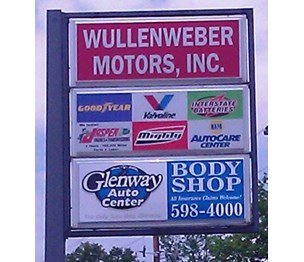 WULLENWEBER
MOTORS, INC.
GOODYEAR
Valvoline
INTERSTATE
BATTERIES
JASPER
Mighty
NAPA
AUTOCARE
CENTER
Glenway
Auto
Center
BODY
SHOP
All Insurance Claims Welcome!
598-4000